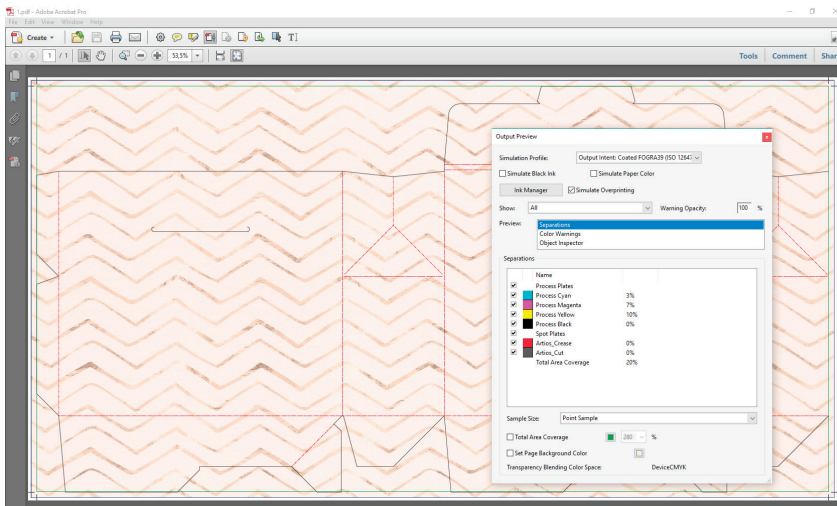 1.pdf - Adobe Acrobat Pro
File Edit View Window Help
Create
1 / 1 53,5%
Tools Comment Shar
Output Preview
Simulation Profile: Output Intent: Coated FOGRA39 (ISO 12647
Simulate Black Ink Simulate Paper Color
Ink Manager Simulate Overprinting
Show: All Warning Opacity: 100 %
Preview: Separations
Color Warnings
Object Inspector
Separations
Name
Process Plates
Process Cyan 3%
Process Magenta 7%
Process Yellow 10%
Process Black 0%
Spot Plates
Artios_Crease 0%
Artios_Cut 0%
Total Area Coverage 20%
Sample Size: Point Sample
Total Area Coverage 280 %
Set Page Background Color
Transparency Blending Color Space: DeviceCMYK